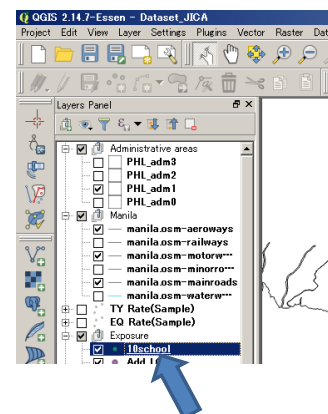 QGIS 2.14.7-Essen - Dataset_JICA
Project Edit View Layer Settings Plugins Vector Raster Dat
Layers Panel
Administrative areas
PHL_adm3
PHL_adm2
PHL_adm1
PHL_adm0
Manila
manila.osm-aeroways
manila.osm-railways
manila.osm-motorw…
manila.osm-minorro…
manila.osm-mainroads
manila.osm-waterw…
TY Rate(Sample)
EQ Rate(Sample)
Exposure
10school